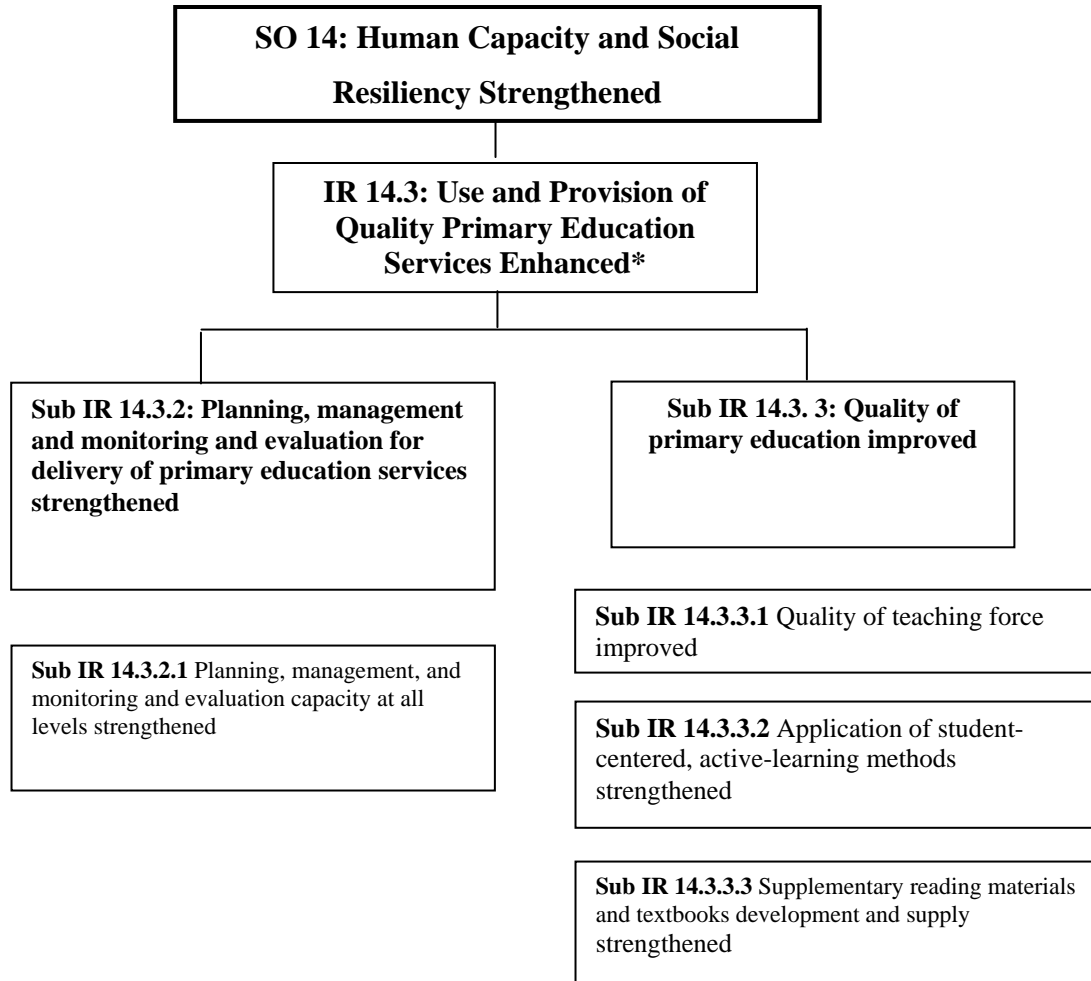 SO 14: Human Capacity and Social
Resiliency Strengthened
IR 14.3: Use and Provision of
Quality Primary Education
Services Enhanced*
Sub IR 14.3.2: Planning, management
and monitoring and evaluation for
delivery of primary education services
strengthened
Sub IR 14.3.2.1 Planning, management, and
monitoring and evaluation capacity at all
levels strengthened
Sub IR 14.3. 3: Quality of
primary education improved
Sub IR 14.3.3.1 Quality of teaching force
improved
Sub IR 14.3.3.2 Application of student-
centered, active-learning methods
strengthened
Sub IR 14.3.3.3 Supplementary reading materials
and textbooks development and supply
strengthened